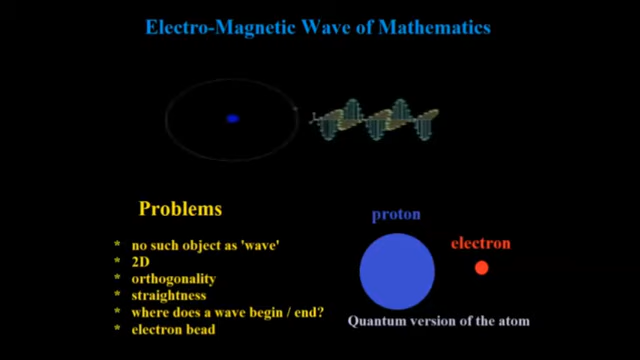 Electro-Magnetic Wave of Mathematics
Problems
* no such object as 'wave'
* 2D
* orthogonality
* straightness
* where does a wave begin / end?
* electron bead
proton
electron
Quantum version of the atom